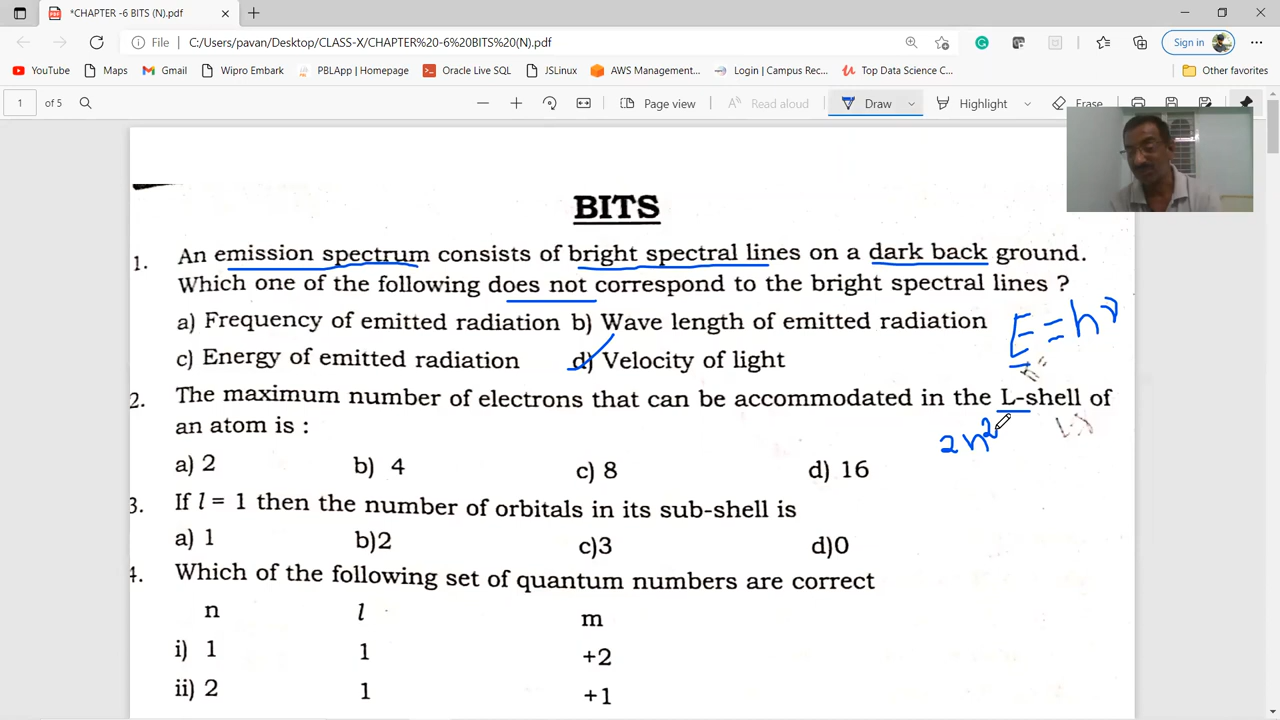 *CHAPTER -6 BITS (N).pdf
File C:/Users/pavan/Desktop/CLASS-X/CHAPTER%20-6%20BITS%20(N).pdf Sign in
YouTube Maps Gmail Wipro Embark PBLApp | Homepage Oracle Live SQL JSLinux AWS Management... Login | Campus Rec... Top Data Science C... Other favorites
1 of 5 Page view Read aloud Draw Highlight Erase
BITS
1. An emission spectrum consists of bright spectral lines on a dark back ground.
Which one of the following does not correspond to the bright spectral lines ?
a) Frequency of emitted radiation b) Wave length of emitted radiation
E = hν
c) Energy of emitted radiation d) Velocity of light
2. The maximum number of electrons that can be accommodated in the L-shell of
an atom is :
2n²
a) 2 b) 4 c) 8 d) 16
3. If l = 1 then the number of orbitals in its sub-shell is
a) 1 b)2 c)3 d)0
4. Which of the following set of quantum numbers are correct
n l m
i) 1 1 +2
ii) 2 1 +1